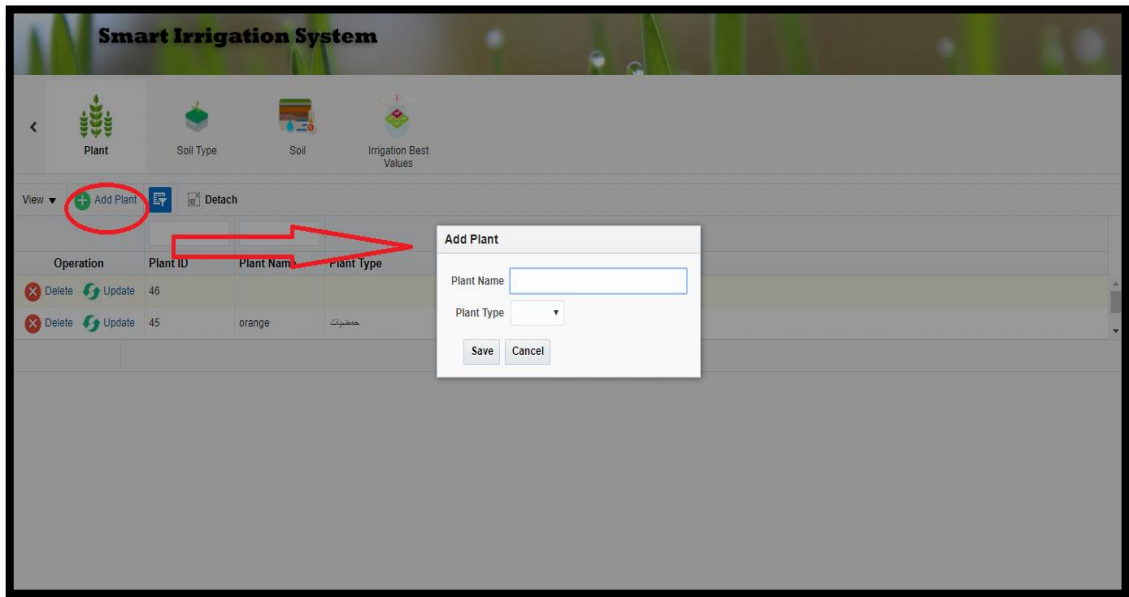 Smart Irrigation System
Plant
Soil Type
Soil
Irrigation Best
Values
View
Add Plant
Detach
Operation Plant ID Plant Name Plant Type
Delete Update 46
Delete Update 45 orange حمضيات
Add Plant
Plant Name
Plant Type
Save Cancel